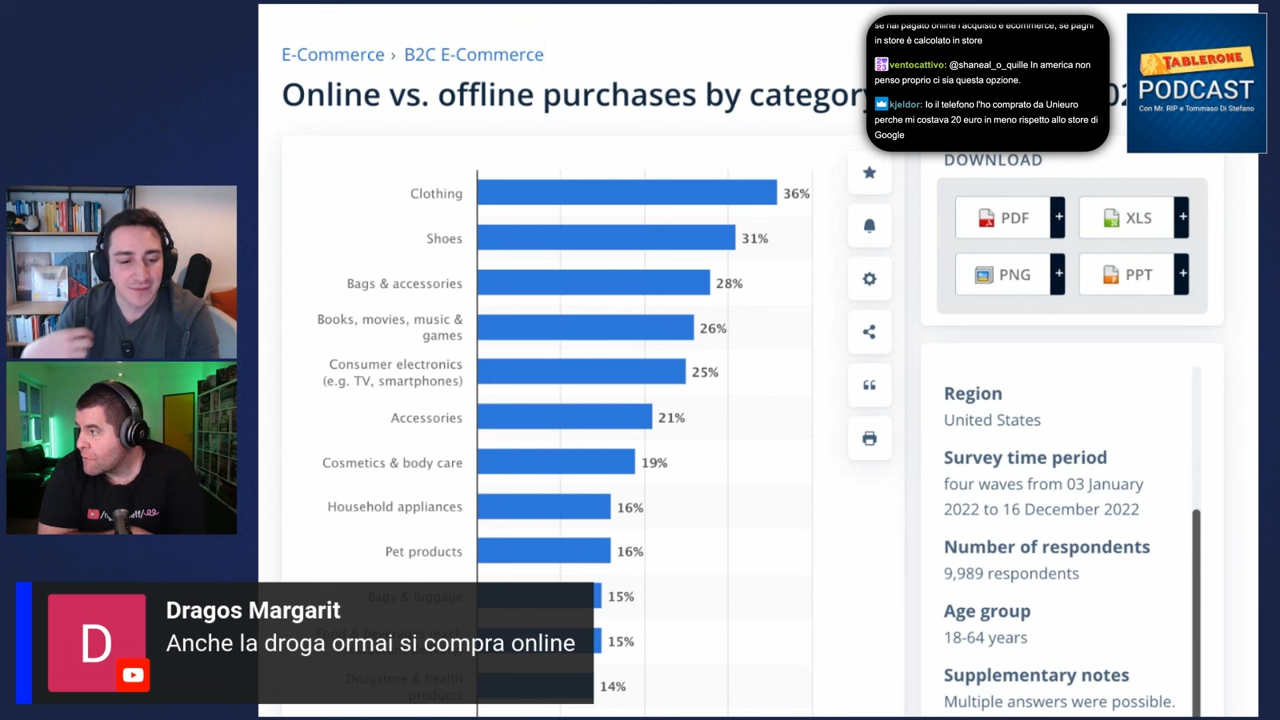 E-Commerce › B2C E-Commerce
Online vs. offline purchases by category
se hai pagato online l'acquisto è ecommerce, se paghi
in store è calcolato in store
ventocattivo: @shaneal_o_quille In america non
penso proprio ci sia questa opzione.
kjeldor: Io il telefono l'ho comprato da Unieuro
perche mi costava 20 euro in meno rispetto allo store di
Google
TABLERONE
PODCAST
Con Mr. RIP e Tommaso Di Stefano
Clothing 36%
Shoes 31%
Bags & accessories 28%
Books, movies, music &
games 26%
Consumer electronics
(e.g. TV, smartphones) 25%
Accessories 21%
Cosmetics & body care 19%
Household appliances 16%
Pet products 16%
Bags & luggage 15%
15%
Drugstore & health
products 14%
DOWNLOAD
PDF +
XLS +
PNG +
PPT +
Region
United States
Survey time period
four waves from 03 January
2022 to 16 December 2022
Number of respondents
9,989 respondents
Age group
18-64 years
Supplementary notes
Multiple answers were possible.
D
Dragos Margarit
Anche la droga ormai si compra online